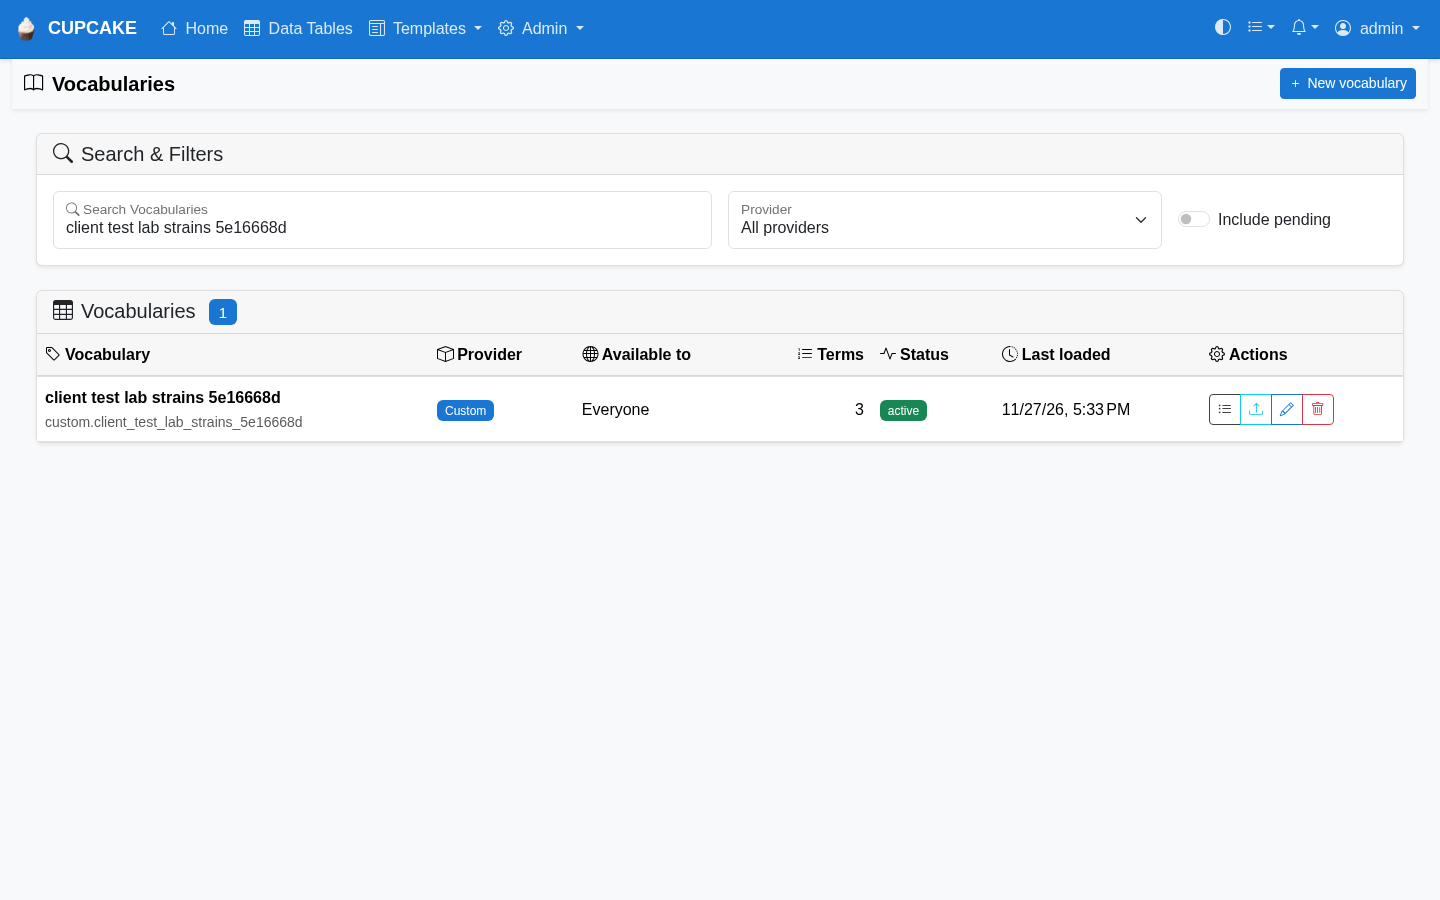 CUPCAKE Home Data Tables Templates Admin admin
Vocabularies
+ New vocabulary
Search & Filters
Search Vocabularies
client test lab strains 5e16668d
Provider
All providers
Include pending
Vocabularies 1
Vocabulary Provider Available to Terms Status Last loaded Actions
client test lab strains 5e16668d
custom.client_test_lab_strains_5e16668d
Custom Everyone 3 active 11/27/26, 5:33 PM